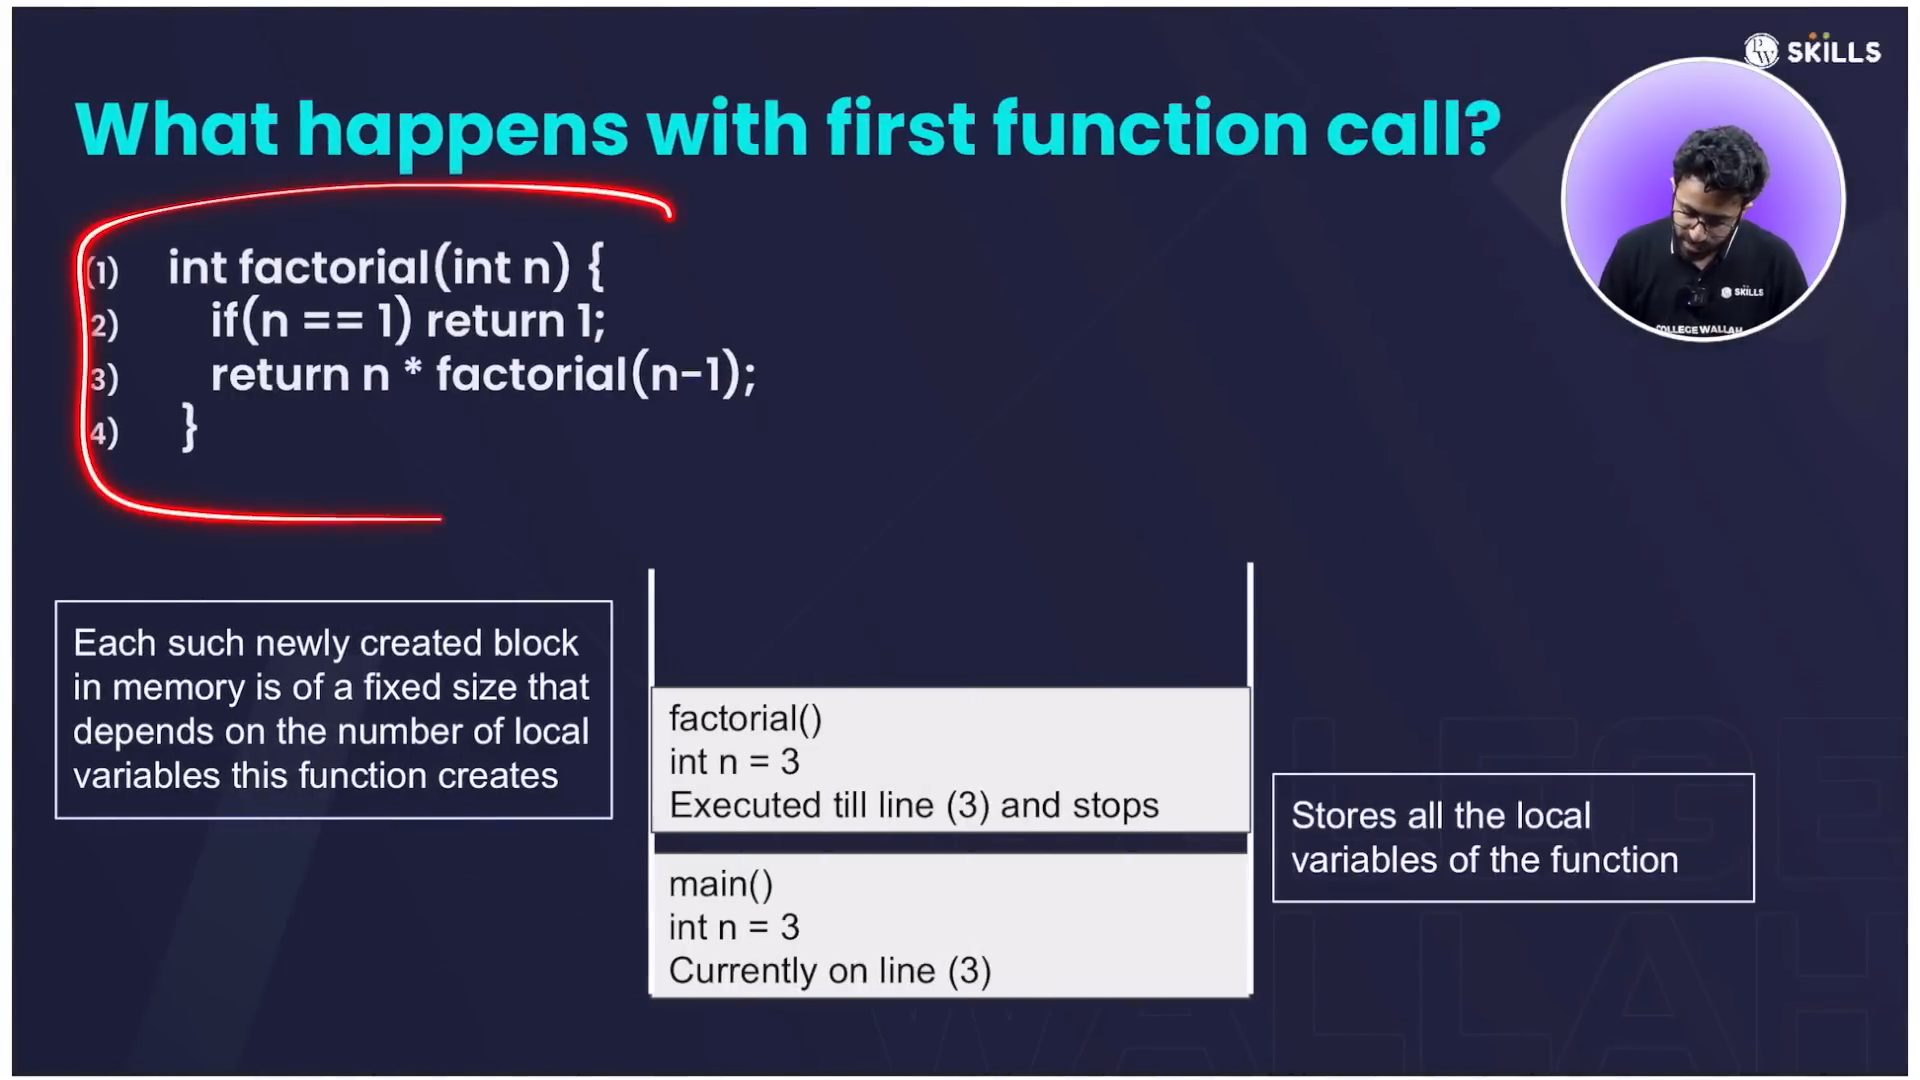 PW SKILLS
What happens with first function call?
(1) int factorial(int n) {
2) if(n == 1) return 1;
3) return n * factorial(n-1);
4) }
SKILLS
COLLEGE WALLAH
Each such newly created block
in memory is of a fixed size that
depends on the number of local
variables this function creates
factorial()
int n = 3
Executed till line (3) and stops
main()
int n = 3
Currently on line (3)
Stores all the local
variables of the function
LLEGE
WALLAH